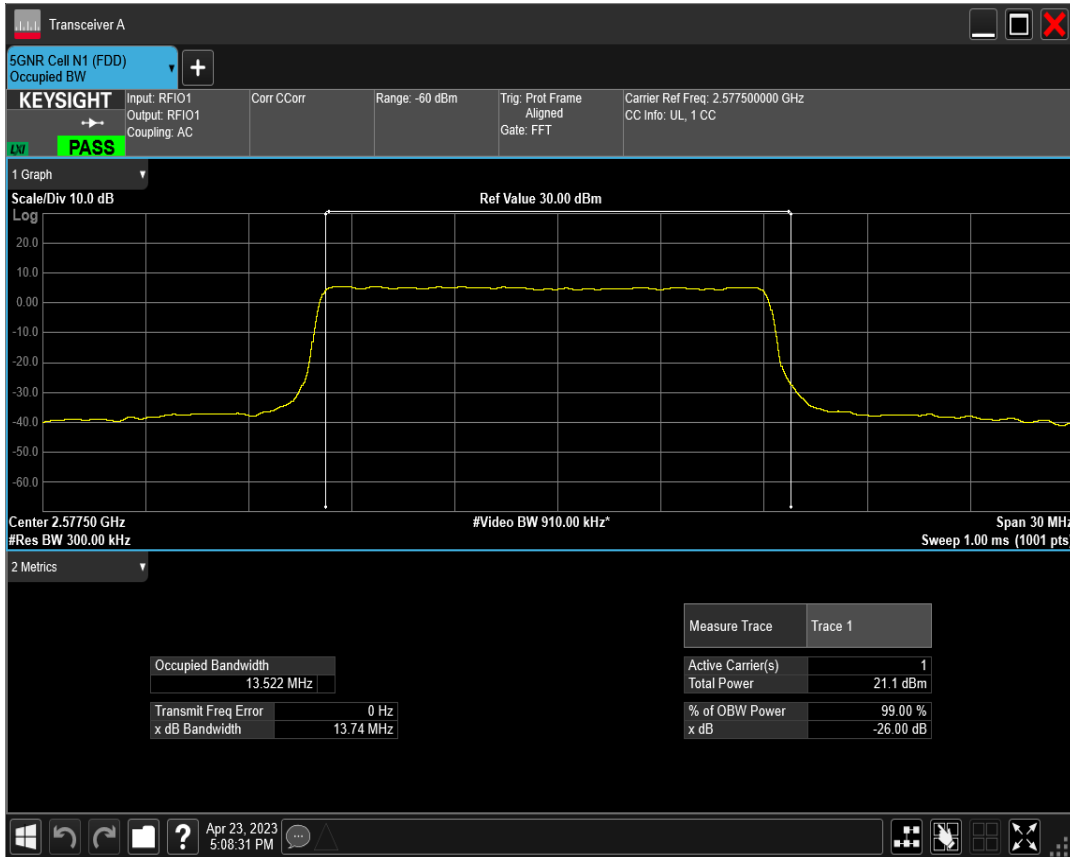 Transceiver A
5GNR Cell N1 (FDD)
Occupied BW
+
KEYSIGHT
LXI
PASS
Input: RFIO1
Output: RFIO1
Coupling: AC
Corr CCorr
Range: -60 dBm
Trig: Prot Frame
Aligned
Gate: FFT
Carrier Ref Freq: 2.577500000 GHz
CC Info: UL, 1 CC
1 Graph
Scale/Div 10.0 dB
Ref Value 30.00 dBm
Log
20.0
10.0
0.00
-10.0
-20.0
-30.0
-40.0
-50.0
-60.0
Center 2.57750 GHz
#Video BW 910.00 kHz*
Span 30 MHz
#Res BW 300.00 kHz
Sweep 1.00 ms (1001 pts)
2 Metrics
Measure Trace Trace 1
Occupied Bandwidth
13.522 MHz
Active Carrier(s) 1
Total Power 21.1 dBm
Transmit Freq Error 0 Hz
x dB Bandwidth 13.74 MHz
% of OBW Power 99.00 %
x dB -26.00 dB
?
Apr 23, 2023
5:08:31 PM